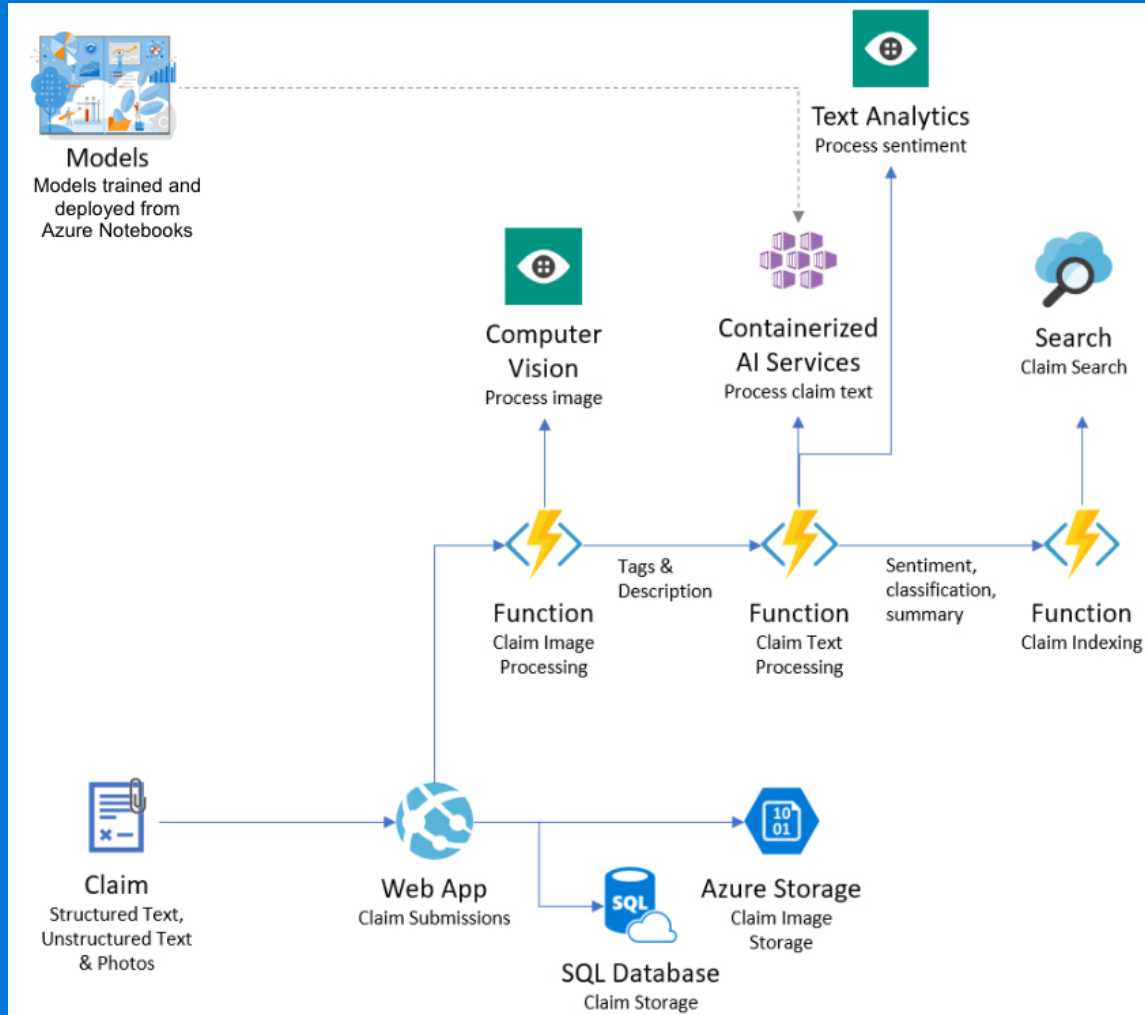 Text Analytics
Process sentiment
Models
Models trained and
deployed from
Azure Notebooks
Computer
Vision
Process image
Containerized
AI Services
Process claim text
Search
Claim Search
Tags &
Description
Sentiment,
classification,
summary
Function
Claim Image
Processing
Function
Claim Text
Processing
Function
Claim Indexing
Claim
Structured Text,
Unstructured Text
& Photos
Web App
Claim Submissions
SQL
SQL Database
Claim Storage
10
01
Azure Storage
Claim Image
Storage